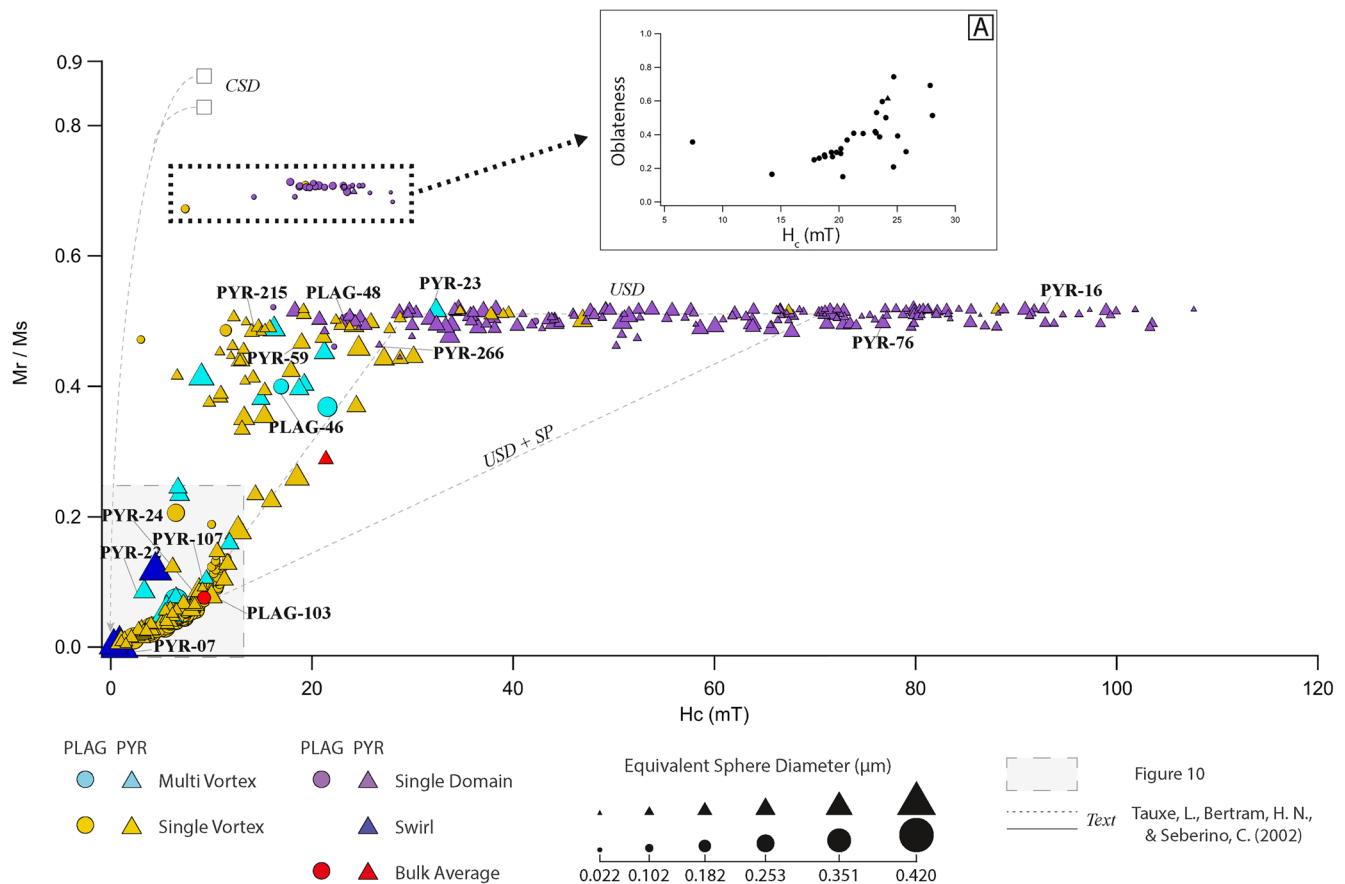 A
1.0
0.8
0.6
0.4
0.2
0.0
Oblateness
5
10
15
20
25
30
Hc (mT)
0.9
0.8
0.6
0.4
0.2
0.0
Mr / Ms
CSD
PYR-215
PLAG-48
PYR-23
USD
PYR-16
PYR-59
PYR-266
PYR-76
PLAG-46
USD + SP
PYR-24
PYR-107
PYR-22
PLAG-103
PYR-07
0
20
40
60
80
100
120
Hc (mT)
PLAG PYR
Multi Vortex
Single Vortex
PLAG PYR
Single Domain
Swirl
Bulk Average
Equivalent Sphere Diameter (μm)
0.022 0.102 0.182 0.253 0.351 0.420
Figure 10
Text
Tauxe, L., Bertram, H. N.,
& Seberino, C. (2002)